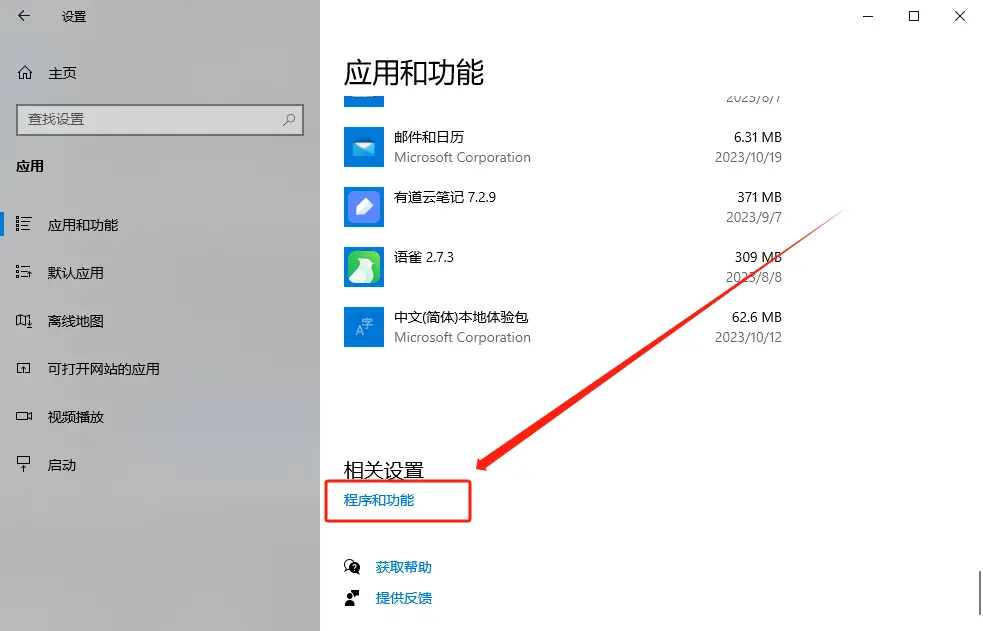 设置
主页
查找设置
应用
应用和功能
默认应用
离线地图
可打开网站的应用
视频播放
启动
应用和功能
2023/8/7
邮件和日历 6.31 MB
Microsoft Corporation 2023/10/19
有道云笔记 7.2.9 371 MB
2023/9/7
语雀 2.7.3 309 MB
2023/8/8
中文(简体)本地体验包 62.6 MB
Microsoft Corporation 2023/10/12
相关设置
程序和功能
获取帮助
提供反馈